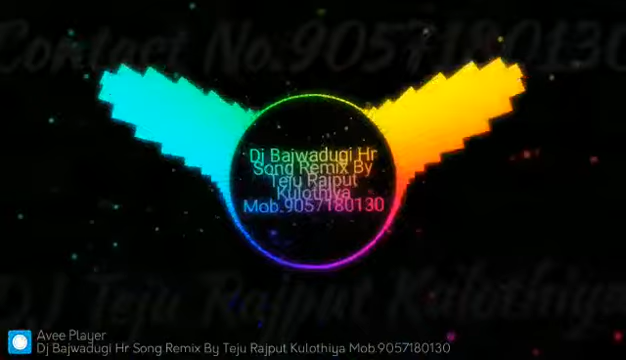 Contact No.9057180130
Dj Bajwadugi Hr
Song Remix By
Teju Rajput
Kulothiya
Mob.9057180130
DJ Teju Rajput Kulothiya
Avee Player
Dj Bajwadugi Hr Song Remix By Teju Rajput Kulothiya Mob.9057180130